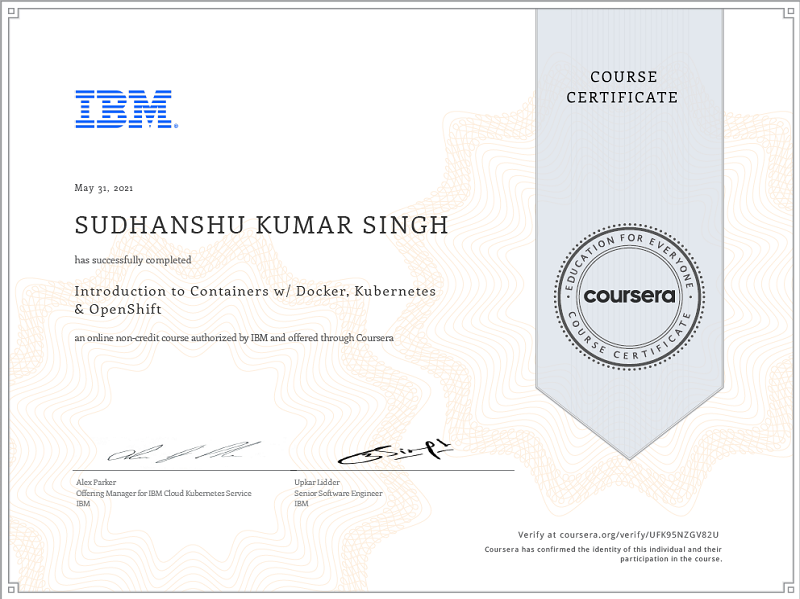 IBM®
COURSE
CERTIFICATE
May 31, 2021
SUDHANSHU KUMAR SINGH
has successfully completed
Introduction to Containers w/ Docker, Kubernetes
& OpenShift
an online non-credit course authorized by IBM and offered through Coursera
EDUCATION FOR EVERYONE
coursera
COURSE CERTIFICATE
Alex Parker
Offering Manager for IBM Cloud Kubernetes Service
IBM
Upkar Lidder
Senior Software Engineer
IBM
Verify at coursera.org/verify/UFK95NZGV82U
Coursera has confirmed the identity of this individual and their
participation in the course.